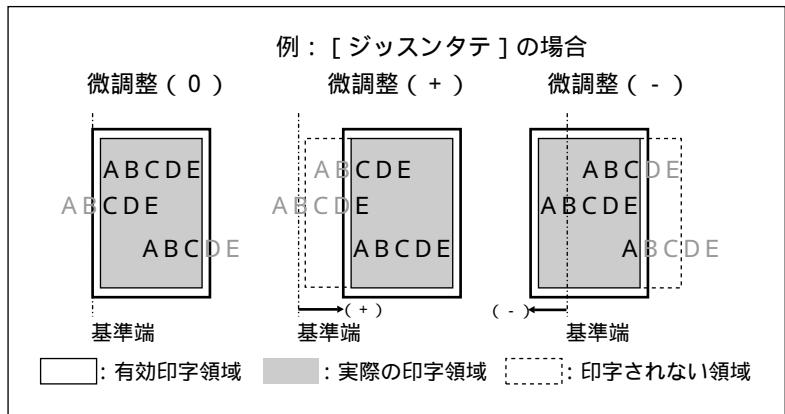 例：[ジッスンタテ]の場合
微調整(0)
微調整(+)
微調整(-)
ABCDE
ABCDE
ABCDE
ABCDE
ABCDE
ABCDE
ABCDE
ABCDE
ABCDE
(+)
(-)
基準端
基準端
基準端
：有効印字領域
：実際の印字領域
：印字されない領域